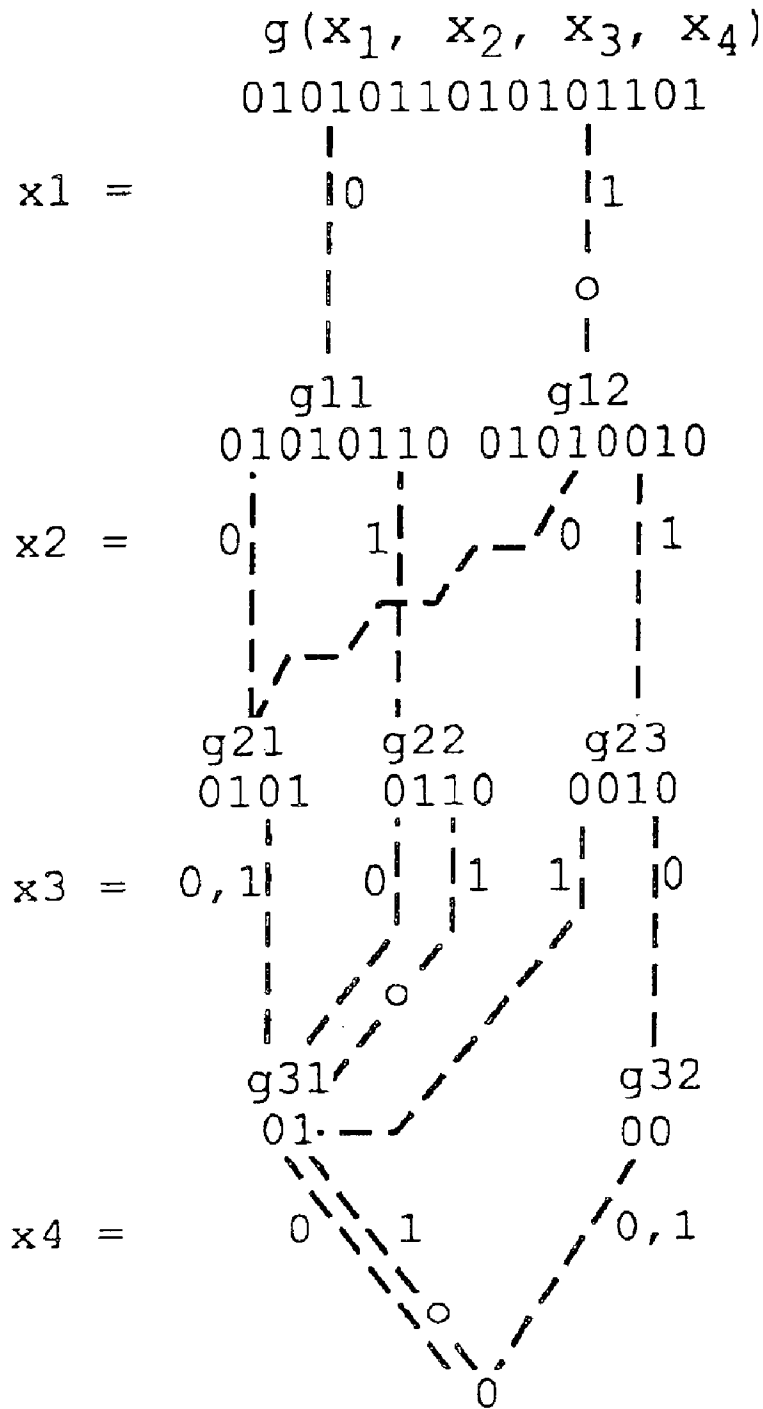 g(x1, x2, x3, x4)
0101011010101101
x1 = 0 1
g11 g12
01010110 01010010
x2 = 0 1 0 1
g21 g22 g23
0101 0110 0010
x3 = 0,1 0 1 1 0
g31 g32
01 00
x4 = 0 1 0,1
0